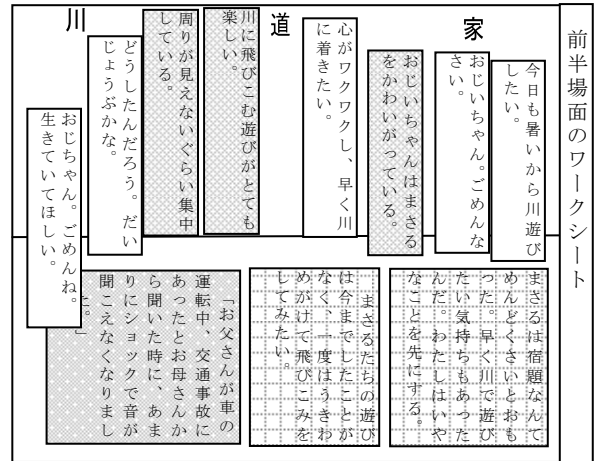 前半場面のワークシート
家
今日も暑いから川遊び
したい。
おじいちゃん。ごめんな
さい。
おじいちゃんはまさる
をかわいがっている。
道
心がワクワクし、早く川
に着きたい。
川に飛びこむ遊びがとても
楽しい。
周りが見えないぐらい集中
している。
川
どうしたんだろう。だい
じょうぶかな。
おじちゃん。ごめんね。
生きていてほしい。
まさるは宿題なんて
めんどくさいとおも
った。早く川で遊び
たい気持ちもあった
んだ。わたしはいや
なことを先にする。
まさるたちの遊び
は今までしたことが
なく、一度はうきわ
めがけて飛びこみを
してみたい。
「お父さんが車の
運転中、交通事故に
あったとお母さんか
ら聞いた時に、あま
りにショックで音が
聞こえなくなりまし
た。」